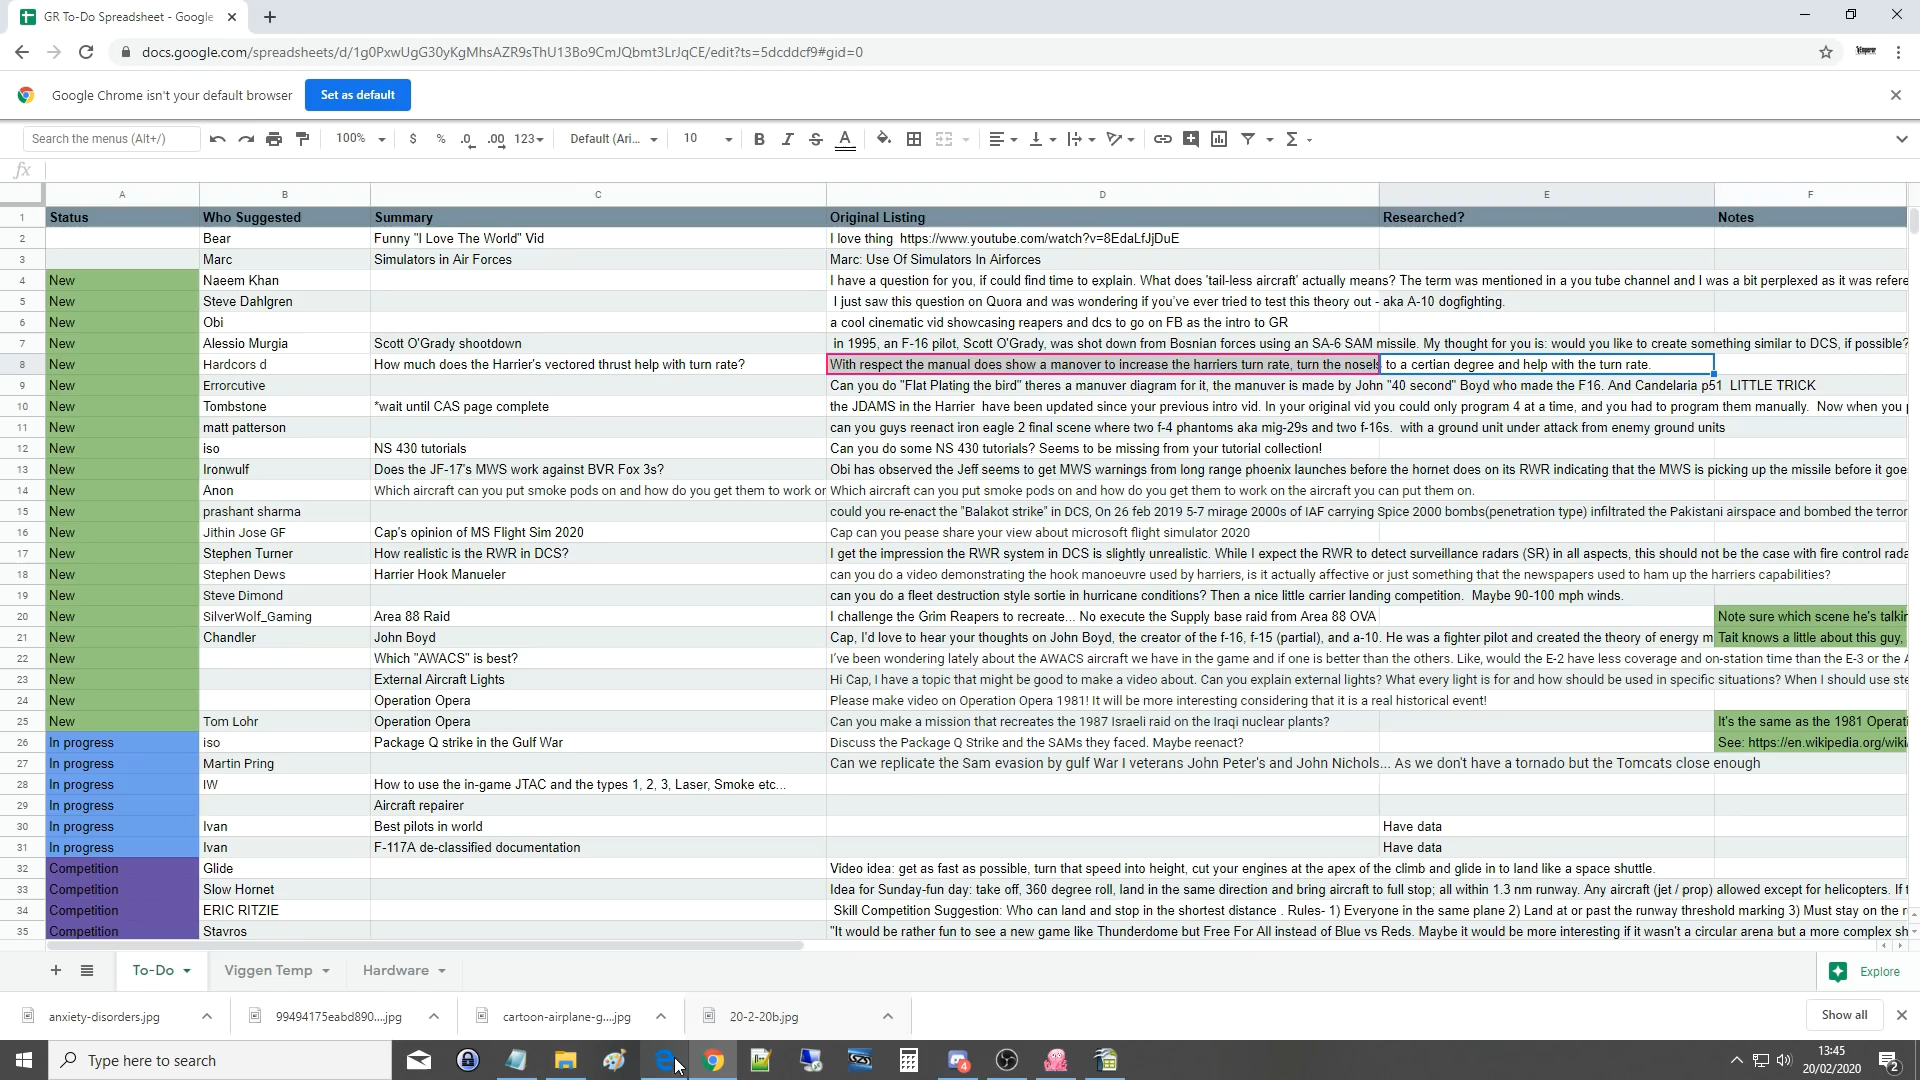 GR To-Do Spreadsheet - Google
docs.google.com/spreadsheets/d/1g0PxwUgG30yKgMhsAZR9sThU13Bo9CmJQbmt3LrJqCE/edit?ts=5dcddcf9#gid=0
Google Chrome isn't your default browser Set as default
Search the menus (Alt+/) 100% $ % .0 .00 123 Default (Ari... 10 B I S A
fx
A B C D E F
1 Status Who Suggested Summary Original Listing Researched? Notes
2 Bear Funny "I Love The World" Vid I love thing https://www.youtube.com/watch?v=8EdaLfJjDuE
3 Marc Simulators in Air Forces Marc: Use Of Simulators In Airforces
4 New Naeem Khan I have a question for you, if could find time to explain. What does 'tail-less aircraft' actually means? The term was mentioned in a you tube channel and I was a bit perplexed as it was refere
5 New Steve Dahlgren I just saw this question on Quora and was wondering if you've ever tried to test this theory out - aka A-10 dogfighting.
6 New Obi a cool cinematic vid showcasing reapers and dcs to go on FB as the intro to GR
7 New Alessio Murgia Scott O'Grady shootdown in 1995, an F-16 pilot, Scott O'Grady, was shot down from Bosnian forces using an SA-6 SAM missile. My thought for you is: would you like to create something similar to DCS, if possible?
8 New Hardcors d How much does the Harrier's vectored thrust help with turn rate? With respect the manual does show a manover to increase the harriers turn rate, turn the nosels to a certian degree and help with the turn rate.
9 New Errorcutive Can you do "Flat Plating the bird" theres a manuver diagram for it, the manuver is made by John "40 second" Boyd who made the F16. And Candelaria p51 LITTLE TRICK
10 New Tombstone *wait until CAS page complete the JDAMS in the Harrier have been updated since your previous intro vid. In your original vid you could only program 4 at a time, and you had to program them manually. Now when you
11 New matt patterson can you guys reenact iron eagle 2 final scene where two f-4 phantoms aka mig-29s and two f-16s. with a ground unit under attack from enemy ground units
12 New iso NS 430 tutorials Can you do some NS 430 tutorials? Seems to be missing from your tutorial collection!
13 New Ironwulf Does the JF-17's MWS work against BVR Fox 3s? Obi has observed the Jeff seems to get MWS warnings from long range phoenix launches before the hornet does on its RWR indicating that the MWS is picking up the missile before it goe
14 New Anon Which aircraft can you put smoke pods on and how do you get them to work or Which aircraft can you put smoke pods on and how do you get them to work on the aircraft you can put them on.
15 New prashant sharma could you re-enact the "Balakot strike" in DCS, On 26 feb 2019 5-7 mirage 2000s of IAF carrying Spice 2000 bombs(penetration type) infiltrated the Pakistani airspace and bombed the terror
16 New Jithin Jose GF Cap's opinion of MS Flight Sim 2020 Cap can you pease share your view about microsoft flight simulator 2020
17 New Stephen Turner How realistic is the RWR in DCS? I get the impression the RWR system in DCS is slightly unrealistic. While I expect the RWR to detect surveillance radars (SR) in all aspects, this should not be the case with fire control rada
18 New Stephen Dews Harrier Hook Manueler can you do a video demonstrating the hook manoeuvre used by harriers, is it actually affective or just something that the newspapers used to ham up the harriers capabilities?
19 New Steve Dimond can you do a fleet destruction style sortie in hurricane conditions? Then a nice little carrier landing competition. Maybe 90-100 mph winds.
20 New SilverWolf_Gaming Area 88 Raid I challenge the Grim Reapers to recreate... No execute the Supply base raid from Area 88 OVA Note sure which scene he's talkin
21 New Chandler John Boyd Cap, I'd love to hear your thoughts on John Boyd, the creator of the f-16, f-15 (partial), and a-10. He was a fighter pilot and created the theory of energy m Tait knows a little about this guy,
22 New Which "AWACS" is best? I've been wondering lately about the AWACS aircraft we have in the game and if one is better than the others. Like, would the E-2 have less coverage and on-station time than the E-3 or the A
23 New External Aircraft Lights Hi Cap, I have a topic that might be good to make a video about. Can you explain external lights? What every light is for and how should be used in specific situations? When I should use ste
24 New Operation Opera Please make video on Operation Opera 1981! It will be more interesting considering that it is a real historical event!
25 New Tom Lohr Operation Opera Can you make a mission that recreates the 1987 Israeli raid on the Iraqi nuclear plants? It's the same as the 1981 Operati
26 In progress iso Package Q strike in the Gulf War Discuss the Package Q Strike and the SAMs they faced. Maybe reenact? See: https://en.wikipedia.org/wiki/
27 In progress Martin Pring Can we replicate the Sam evasion by gulf War I veterans John Peter's and John Nichols... As we don't have a tornado but the Tomcats close enough
28 In progress IW How to use the in-game JTAC and the types 1, 2, 3, Laser, Smoke etc...
29 In progress Aircraft repairer
30 In progress Ivan Best pilots in world Have data
31 In progress Ivan F-117A de-classified documentation Have data
32 Competition Glide Video idea: get as fast as possible, turn that speed into height, cut your engines at the apex of the climb and glide in to land like a space shuttle.
33 Competition Slow Hornet Idea for Sunday-fun day: take off, 360 degree roll, land in the same direction and bring aircraft to full stop; all within 1.3 nm runway. Any aircraft (jet / prop) allowed except for helicopters. If t
34 Competition ERIC RITZIE Skill Competition Suggestion: Who can land and stop in the shortest distance . Rules- 1) Everyone in the same plane 2) Land at or past the runway threshold marking 3) Must stay on the r
35 Competition Stavros "It would be rather fun to see a new game like Thunderdome but Free For All instead of Blue vs Reds. Maybe it would be more interesting if it wasn't a circular arena but a more complex sh
To-Do Viggen Temp Hardware Explore
anxiety-disorders.jpg 99494175eabd890....jpg cartoon-airplane-g....jpg 20-2-20b.jpg Show all
Type here to search 4 13:45
20/02/2020 2